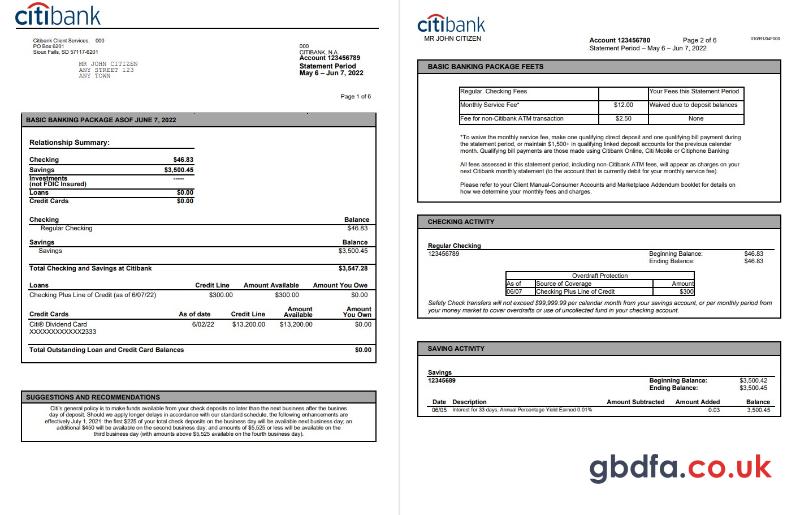 citibank
Citibank Client Services 000
PO Box 6201
Sioux Falls, SD 57117-6201
000
CITIBANK, N.A.
Account 123456789
Statement Period
May 6 – Jun 7, 2022
MR JOHN CITIZEN
ANY STREET 123
ANY TOWN
Page 1 of 6
BASIC BANKING PACKAGE ASOF JUNE 7, 2022
Relationship Summary:
Checking $46.83
Savings $3,500.45
Investments -----
(not FDIC Insured)
Loans $0.00
Credit Cards $0.00
Checking Balance
Regular Checking $46.83
Savings Balance
Savings $3,500.45
Total Checking and Savings at Citibank $3,547.28
Loans Credit Line Amount Available Amount You Owe
Checking Plus Line of Credit (as of 6/07/22) $300.00 $300.00 $0.00
Credit Cards As of date Credit Line Amount Available Amount You Own
Citi® Dividend Card 6/02/22 $13,200.00 $13,200.00 $0.00
XXXXXXXXXXXX2333
Total Outstanding Loan and Credit Card Balances $0.00
SUGGESTIONS AND RECOMMENDATIONS
Citi's general policy is to make funds available from your check deposits no later than the next business after the busines
day of deposit. Should we apply longer delays in accordance with our standard schedule, the following enhancements are
effectively July 1, 2021: the first $225 of your total check deposits on the business day will be available next business day; an
additional $450 will be available on the second business day; and amounts of $5,525 or less will be available on the
third business day (with amounts above $5,525 available on the fourth business day).
citibank
MR JOHN CITIZEN
Account 123456780 Page 2 of 6
Statement Period – May 6 – Jun 7, 2022
BASIC BANKING PACKAGE FEETS
Regular Checking Fees Your Fees this Statement Period
Monthly Service Fee* $12.00 Waived due to deposit balances
Fee for non-Citibank ATM transaction $2.50 None
*To waive the monthly service fee, make one qualifying direct deposit and one qualifying bill payment during
the statement period, or maintain $1,500+ in qualifying linked deposit accounts for the previous calendar
month. Qualifying bill payments are those made using Citibank Online, Citi Mobile or Citiphone Banking
All fees assessed in this statement period, including non-Citibank ATM fees, will appear as charges on your
next Citibank monthly statement (to the account that is currently debit for your monthly service fee).
Please refer to your Client Manual-Consumer Accounts and Marketplace Addendum booklet for details on
how we determine your monthly fees and charges.
CHECKING ACTIVITY
Regular Checking
123456789 Beginning Balance: $46.83
Ending Balance: $46.83
Overdraft Protection
As of Source of Coverage Amount
06/07 Checking Plus Line of Credit $300
Safety Check transfers will not exceed $99,999.99 per calendar month from your savings account, or per monthly period from
your money market to cover overdrafts or use of uncollected fund in your checking account.
SAVING ACTIVITY
Savings
12345689 Beginning Balance: $3,500.42
Ending Balance: $3,500.45
Date Description Amount Subtracted Amount Added Balance
06/05 Interest for 33 days, Annual Percentage Yield Earned 0.01% 0.03 3,500.45
gbdfa.co.uk